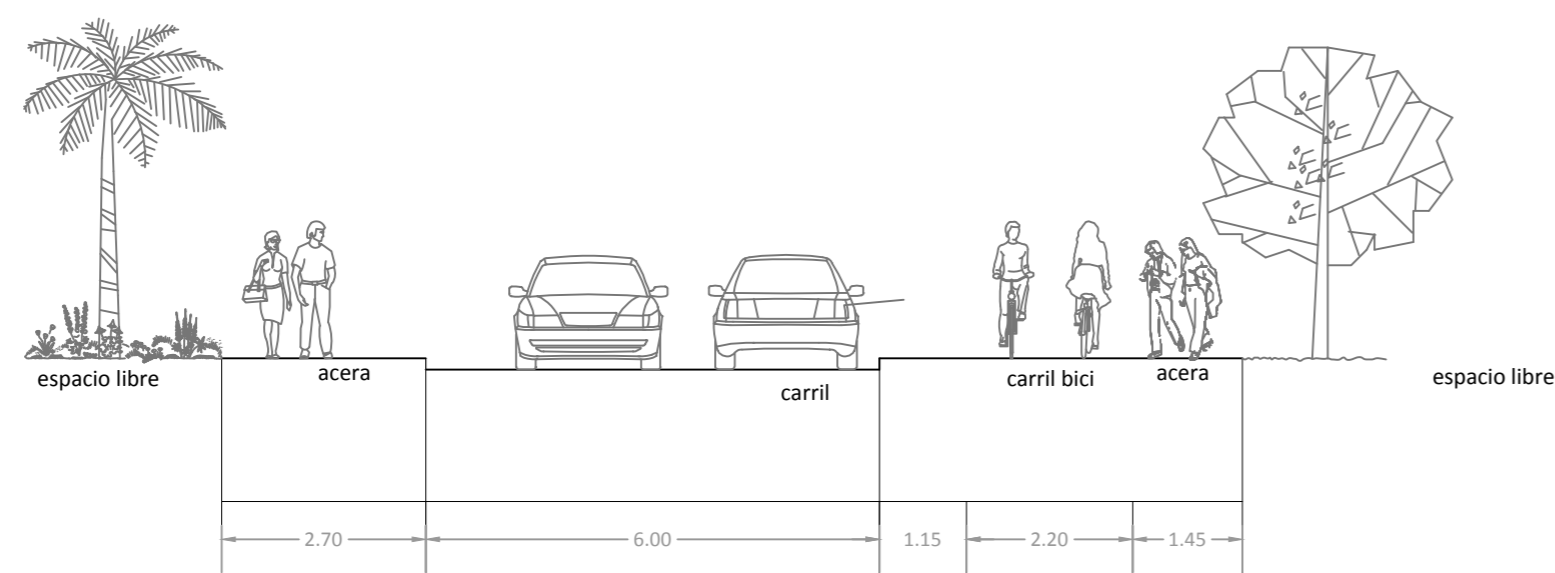 espacio libre
acera
carril
carril bici
acera
espacio libre
2.70
6.00
1.15
2.20
1.45